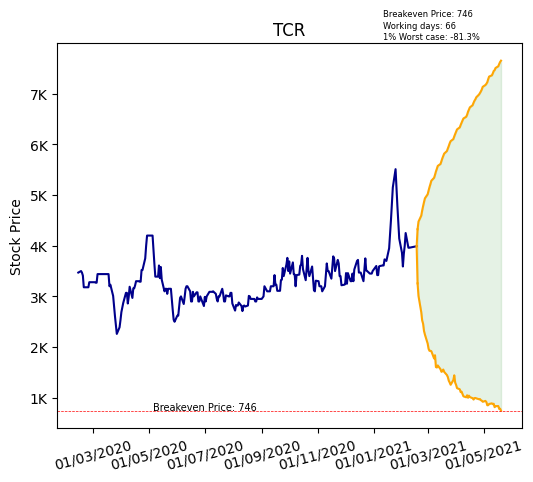 Breakeven Price: 746
Working days: 66
1% Worst case: -81.3%
TCR
Stock Price
7K
6K
5K
4K
3K
2K
1K
Breakeven Price: 746
01/03/2020
01/05/2020
01/07/2020
01/09/2020
01/11/2020
01/01/2021
01/03/2021
01/05/2021